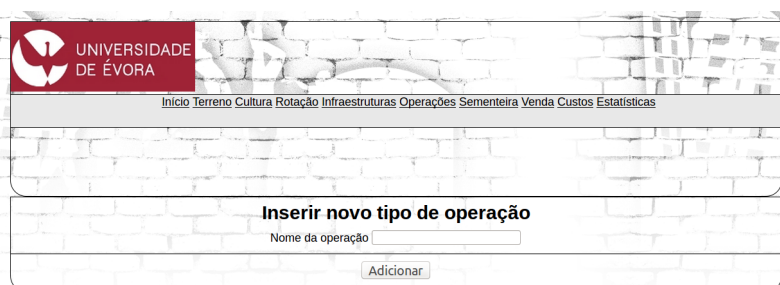 UNIVERSIDADE
DE ÉVORA
Início Terreno Cultura Rotação Infraestruturas Operações Sementeira Venda Custos Estatísticas
Inserir novo tipo de operação
Nome da operação
Adicionar